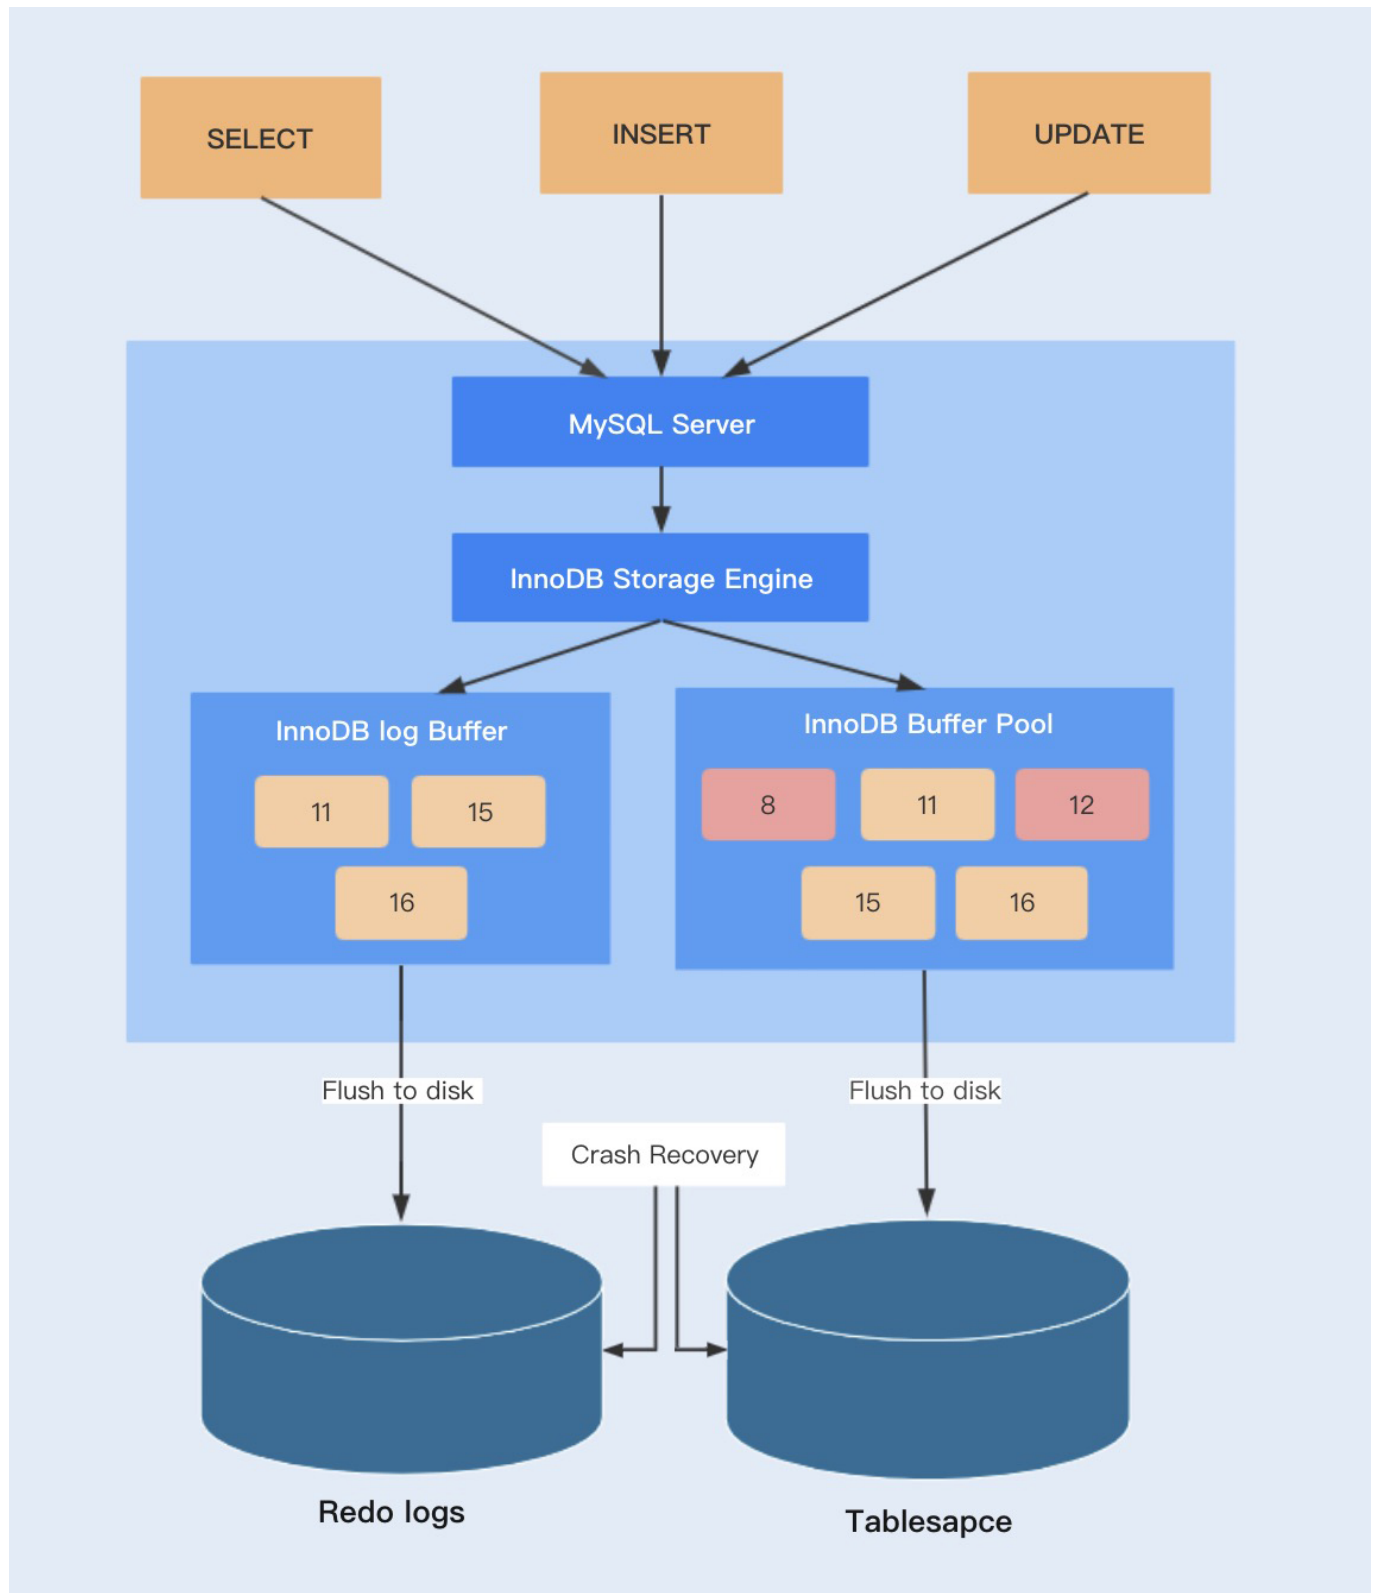 SELECT
INSERT
UPDATE
MySQL Server
InnoDB Storage Engine
InnoDB log Buffer
11
15
16
InnoDB Buffer Pool
8
11
12
15
16
Flush to disk
Flush to disk
Crash Recovery
Redo logs
Tablesapce